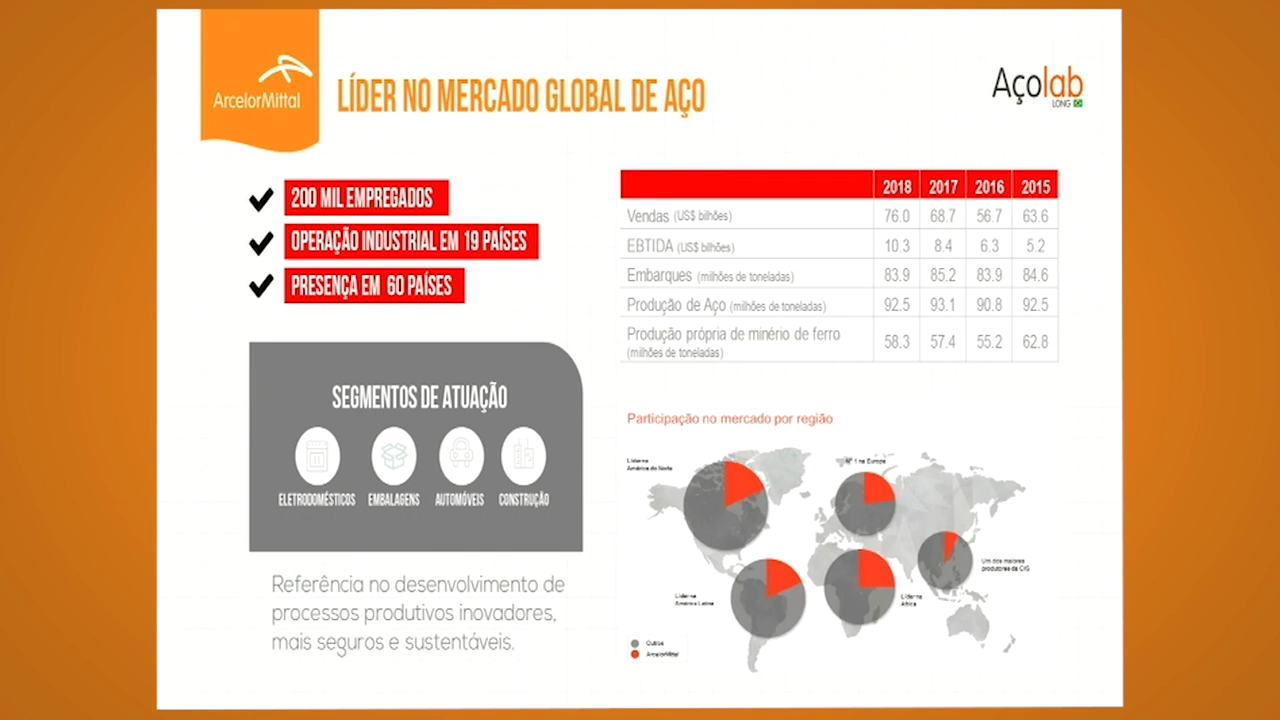 ArcelorMittal
LÍDER NO MERCADO GLOBAL DE AÇO
Açolab
LONG
200 MIL EMPREGADOS
OPERAÇÃO INDUSTRIAL EM 19 PAÍSES
PRESENÇA EM 60 PAÍSES
2018 2017 2016 2015
Vendas (US$ bilhões) 76.0 68.7 56.7 63.6
EBTIDA (US$ bilhões) 10.3 8.4 6.3 5.2
Embarques (milhões de toneladas) 83.9 85.2 83.9 84.6
Produção de Aço (milhões de toneladas) 92.5 93.1 90.8 92.5
Produção própria de minério de ferro
(milhões de toneladas) 58.3 57.4 55.2 62.8
SEGMENTOS DE ATUAÇÃO
ELETRODOMÉSTICOS EMBALAGENS AUTOMÓVEIS CONSTRUÇÃO
Referência no desenvolvimento de
processos produtivos inovadores,
mais seguros e sustentáveis.
Participação no mercado por região
Líder na
América do Norte
Nº 1 na Europa
Um dos maiores
produtores da CIS
Líder na
América Latina
Líder na
África
Outros
ArcelorMittal